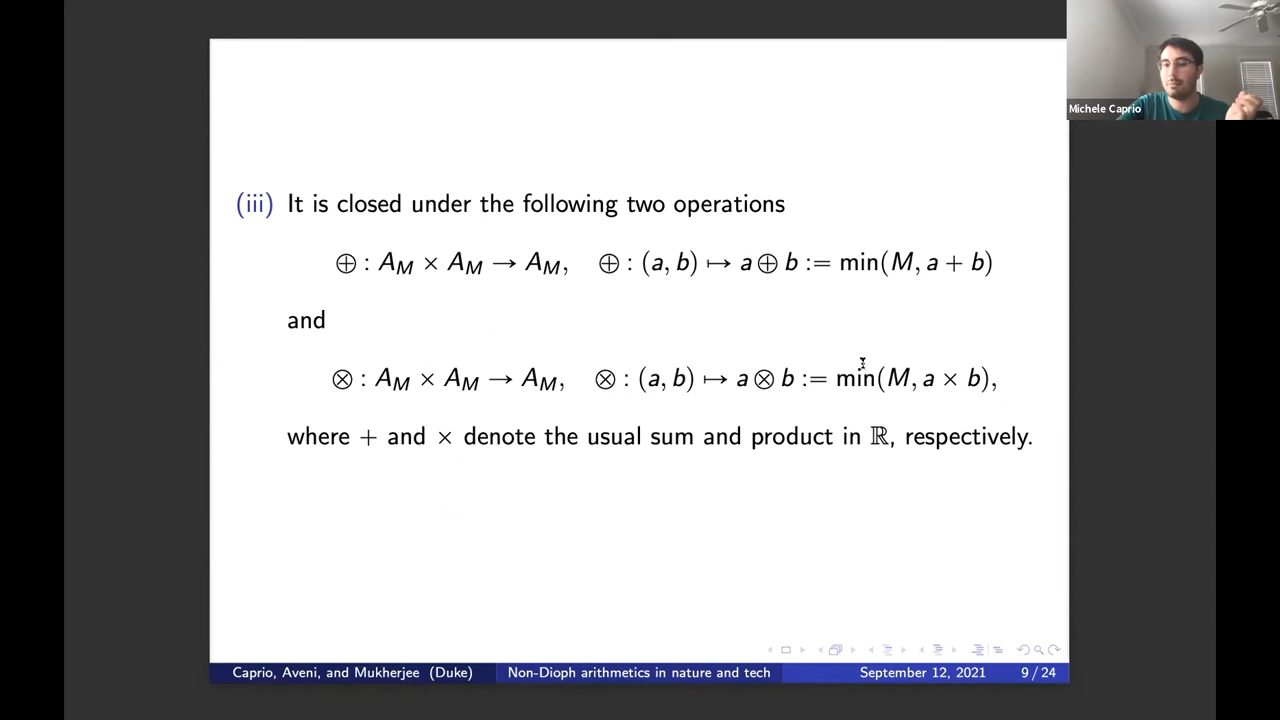 Michele Caprio
(iii) It is closed under the following two operations
⊕ : A_M × A_M → A_M, ⊕ : (a, b) ↦ a ⊕ b := min(M, a + b)
and
⊗ : A_M × A_M → A_M, ⊗ : (a, b) ↦ a ⊗ b := min(M, a × b),
where + and × denote the usual sum and product in ℝ, respectively.
Caprio, Aveni, and Mukherjee (Duke) Non-Dioph arithmetics in nature and tech September 12, 2021 9 / 24